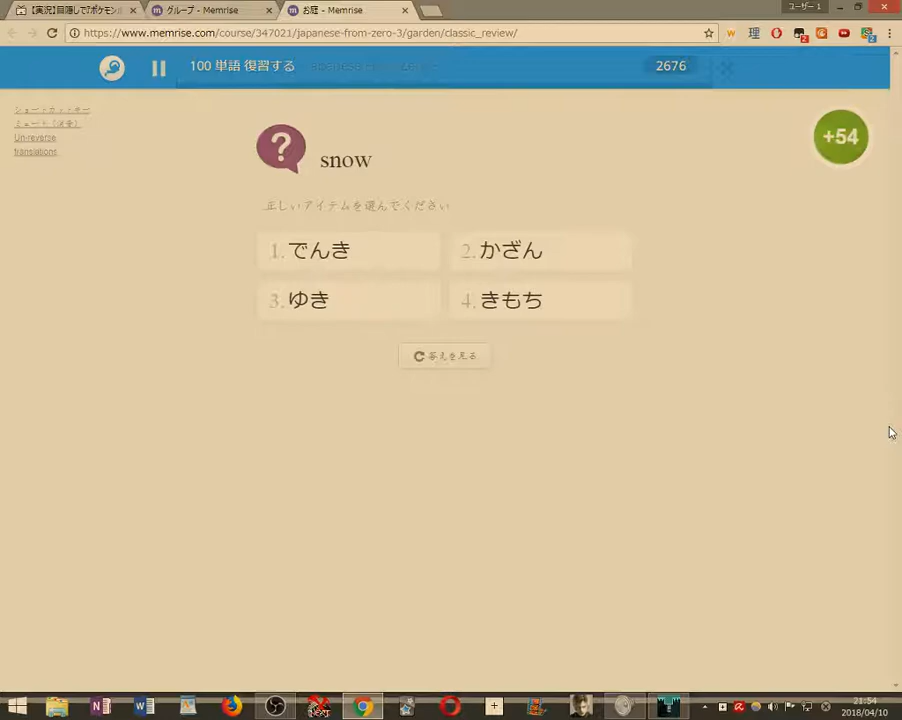 【実況】目隠しで『ポケモン
グループ - Memrise
お庭 - Memrise
ユーザー 1
https://www.memrise.com/course/347021/japanese-from-zero-3/garden/classic_review/
100 単語 復習する
2676
Un-reverse
translations
+54
?
snow
正しいアイテムを選んでください
1. でんき
2. かざん
3. ゆき
4. きもち
答えを見る
21:54
2018/04/10